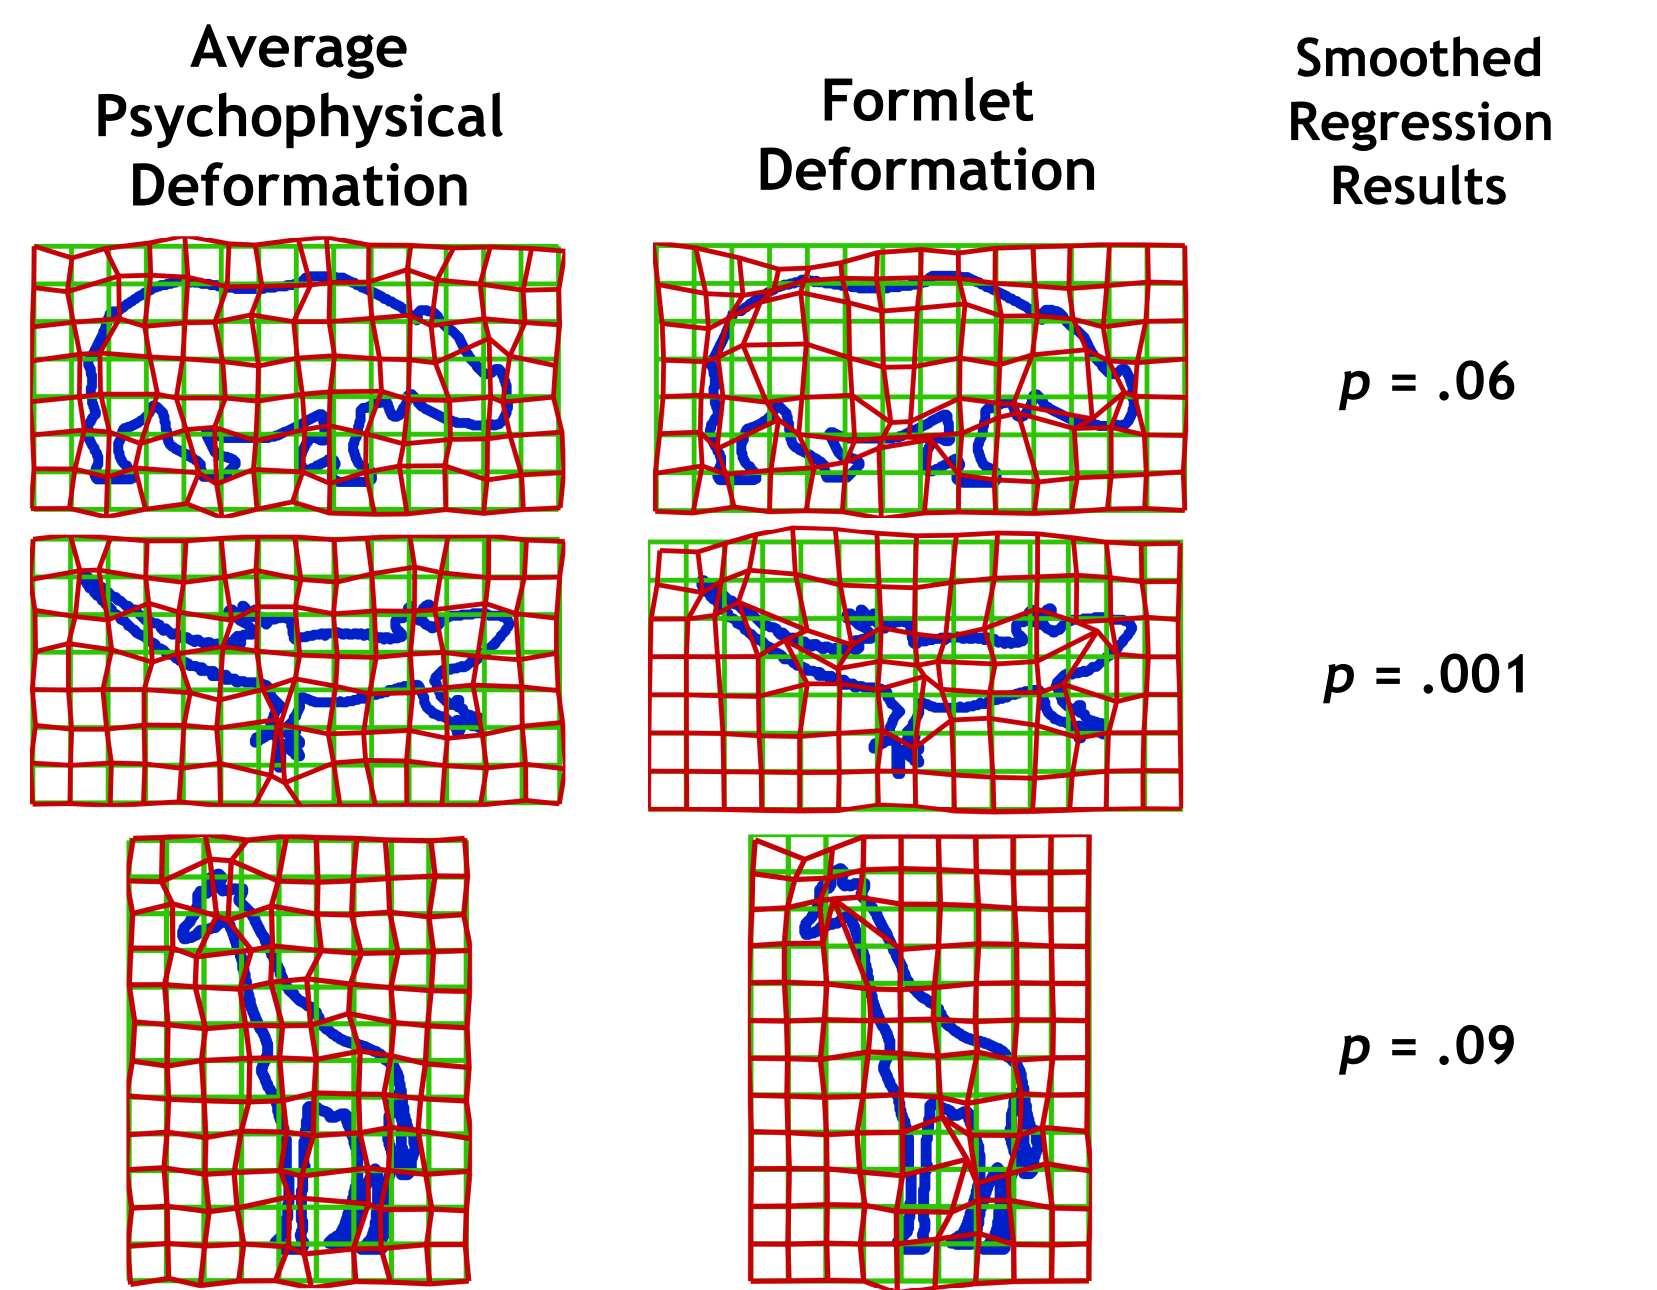 Average
Psychophysical
Deformation
Formlet
Deformation
Smoothed
Regression
Results
p = .06
p = .001
p = .09